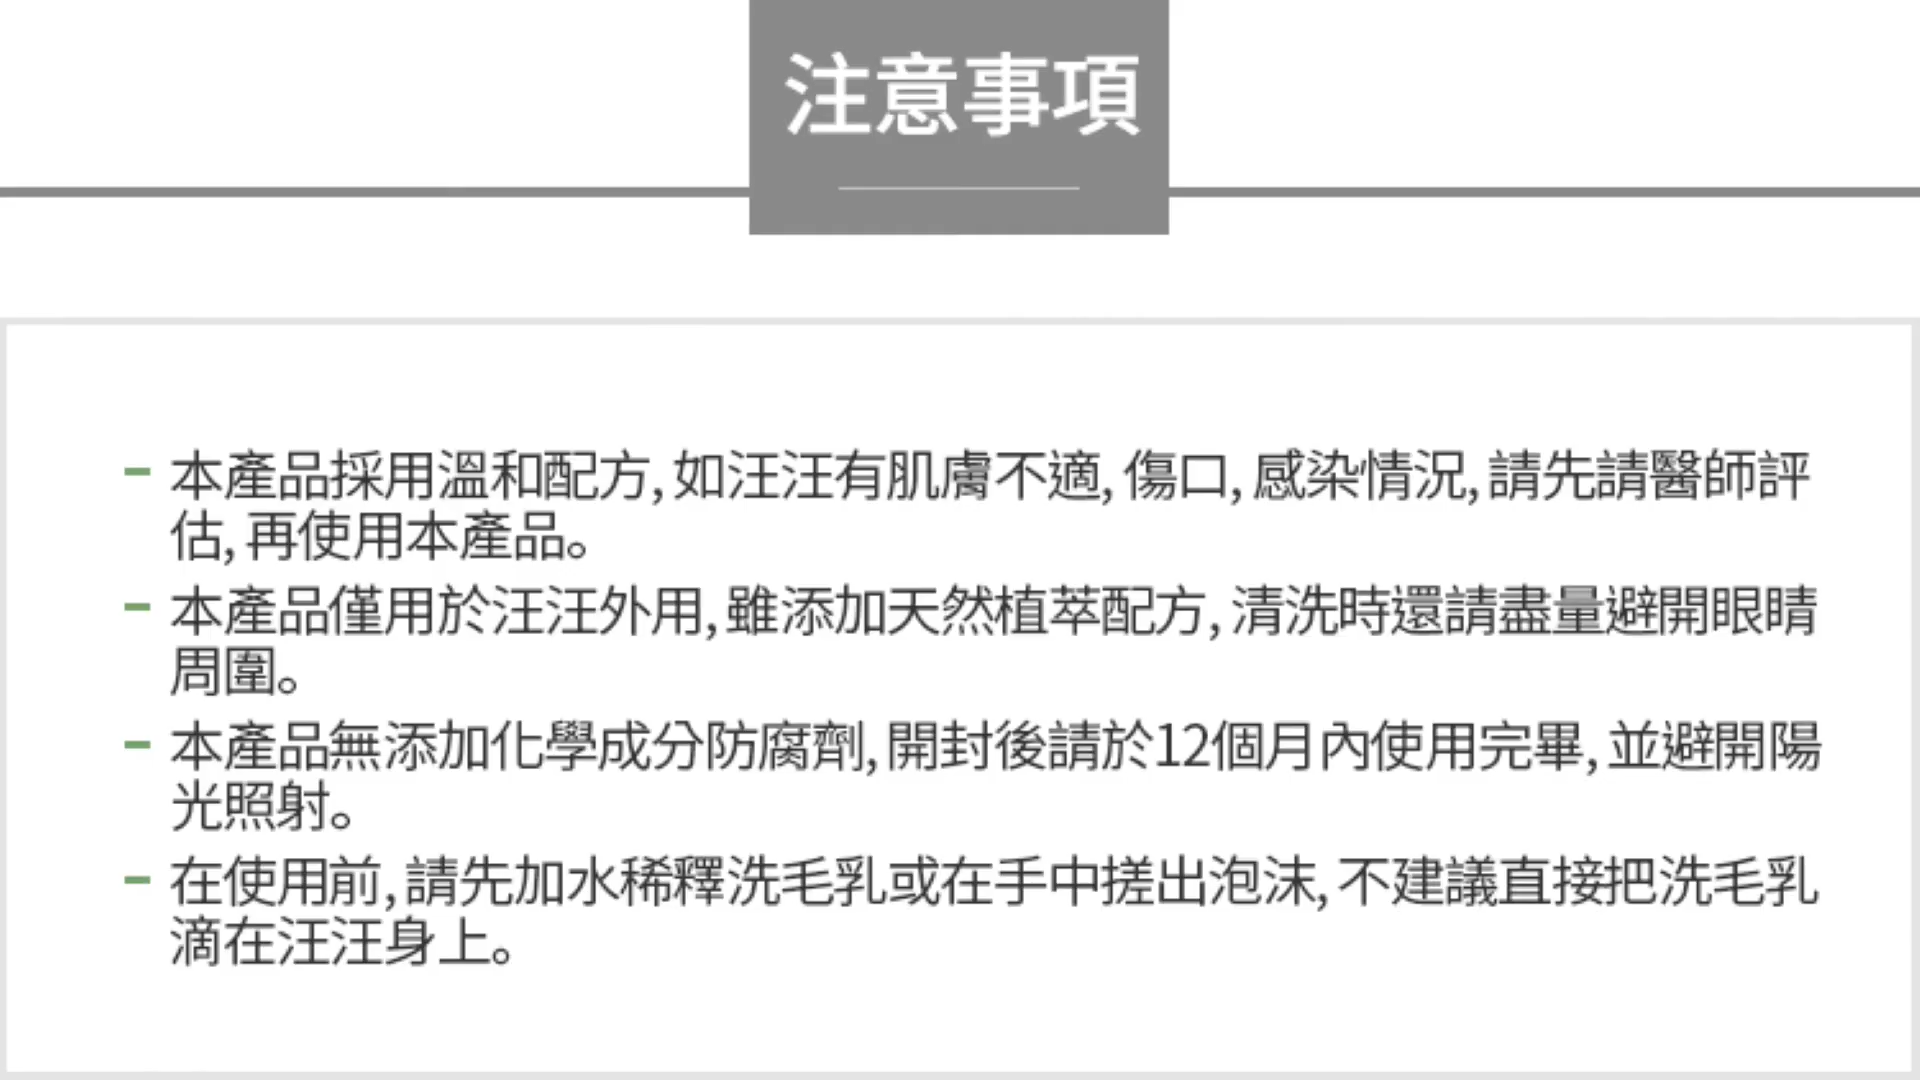 注意事項
- 本產品採用溫和配方, 如汪汪有肌膚不適, 傷口, 感染情況, 請先請醫師評
估, 再使用本產品。
- 本產品僅用於汪汪外用, 雖添加天然植萃配方, 清洗時還請盡量避開眼睛
周圍。
- 本產品無添加化學成分防腐劑, 開封後請於12個月內使用完畢, 並避開陽
光照射。
- 在使用前, 請先加水稀釋洗毛乳或在手中搓出泡沫, 不建議直接把洗毛乳
滴在汪汪身上。